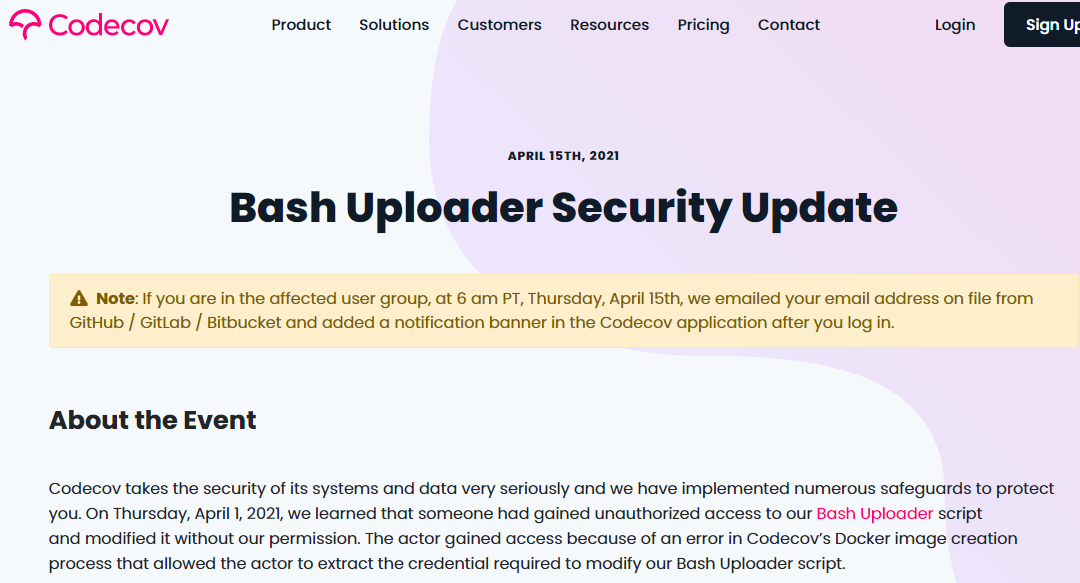 Codecov
Product Solutions Customers Resources Pricing Contact Login Sign Up
APRIL 15TH, 2021
Bash Uploader Security Update
Note: If you are in the affected user group, at 6 am PT, Thursday, April 15th, we emailed your email address on file from
GitHub / GitLab / Bitbucket and added a notification banner in the Codecov application after you log in.
About the Event
Codecov takes the security of its systems and data very seriously and we have implemented numerous safeguards to protect
you. On Thursday, April 1, 2021, we learned that someone had gained unauthorized access to our Bash Uploader script
and modified it without our permission. The actor gained access because of an error in Codecov’s Docker image creation
process that allowed the actor to extract the credential required to modify our Bash Uploader script.